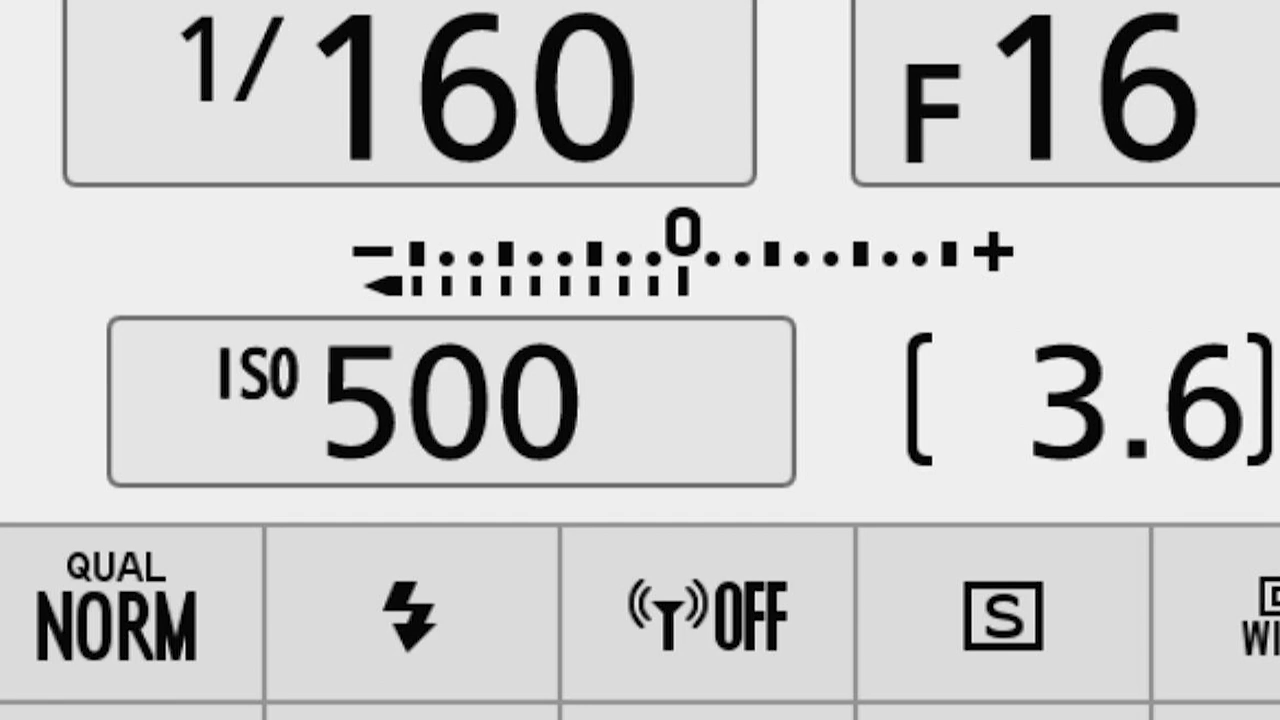 1/160 F16
− 0 +
ISO 500 [ 3.6]
QUAL
NORM OFF S